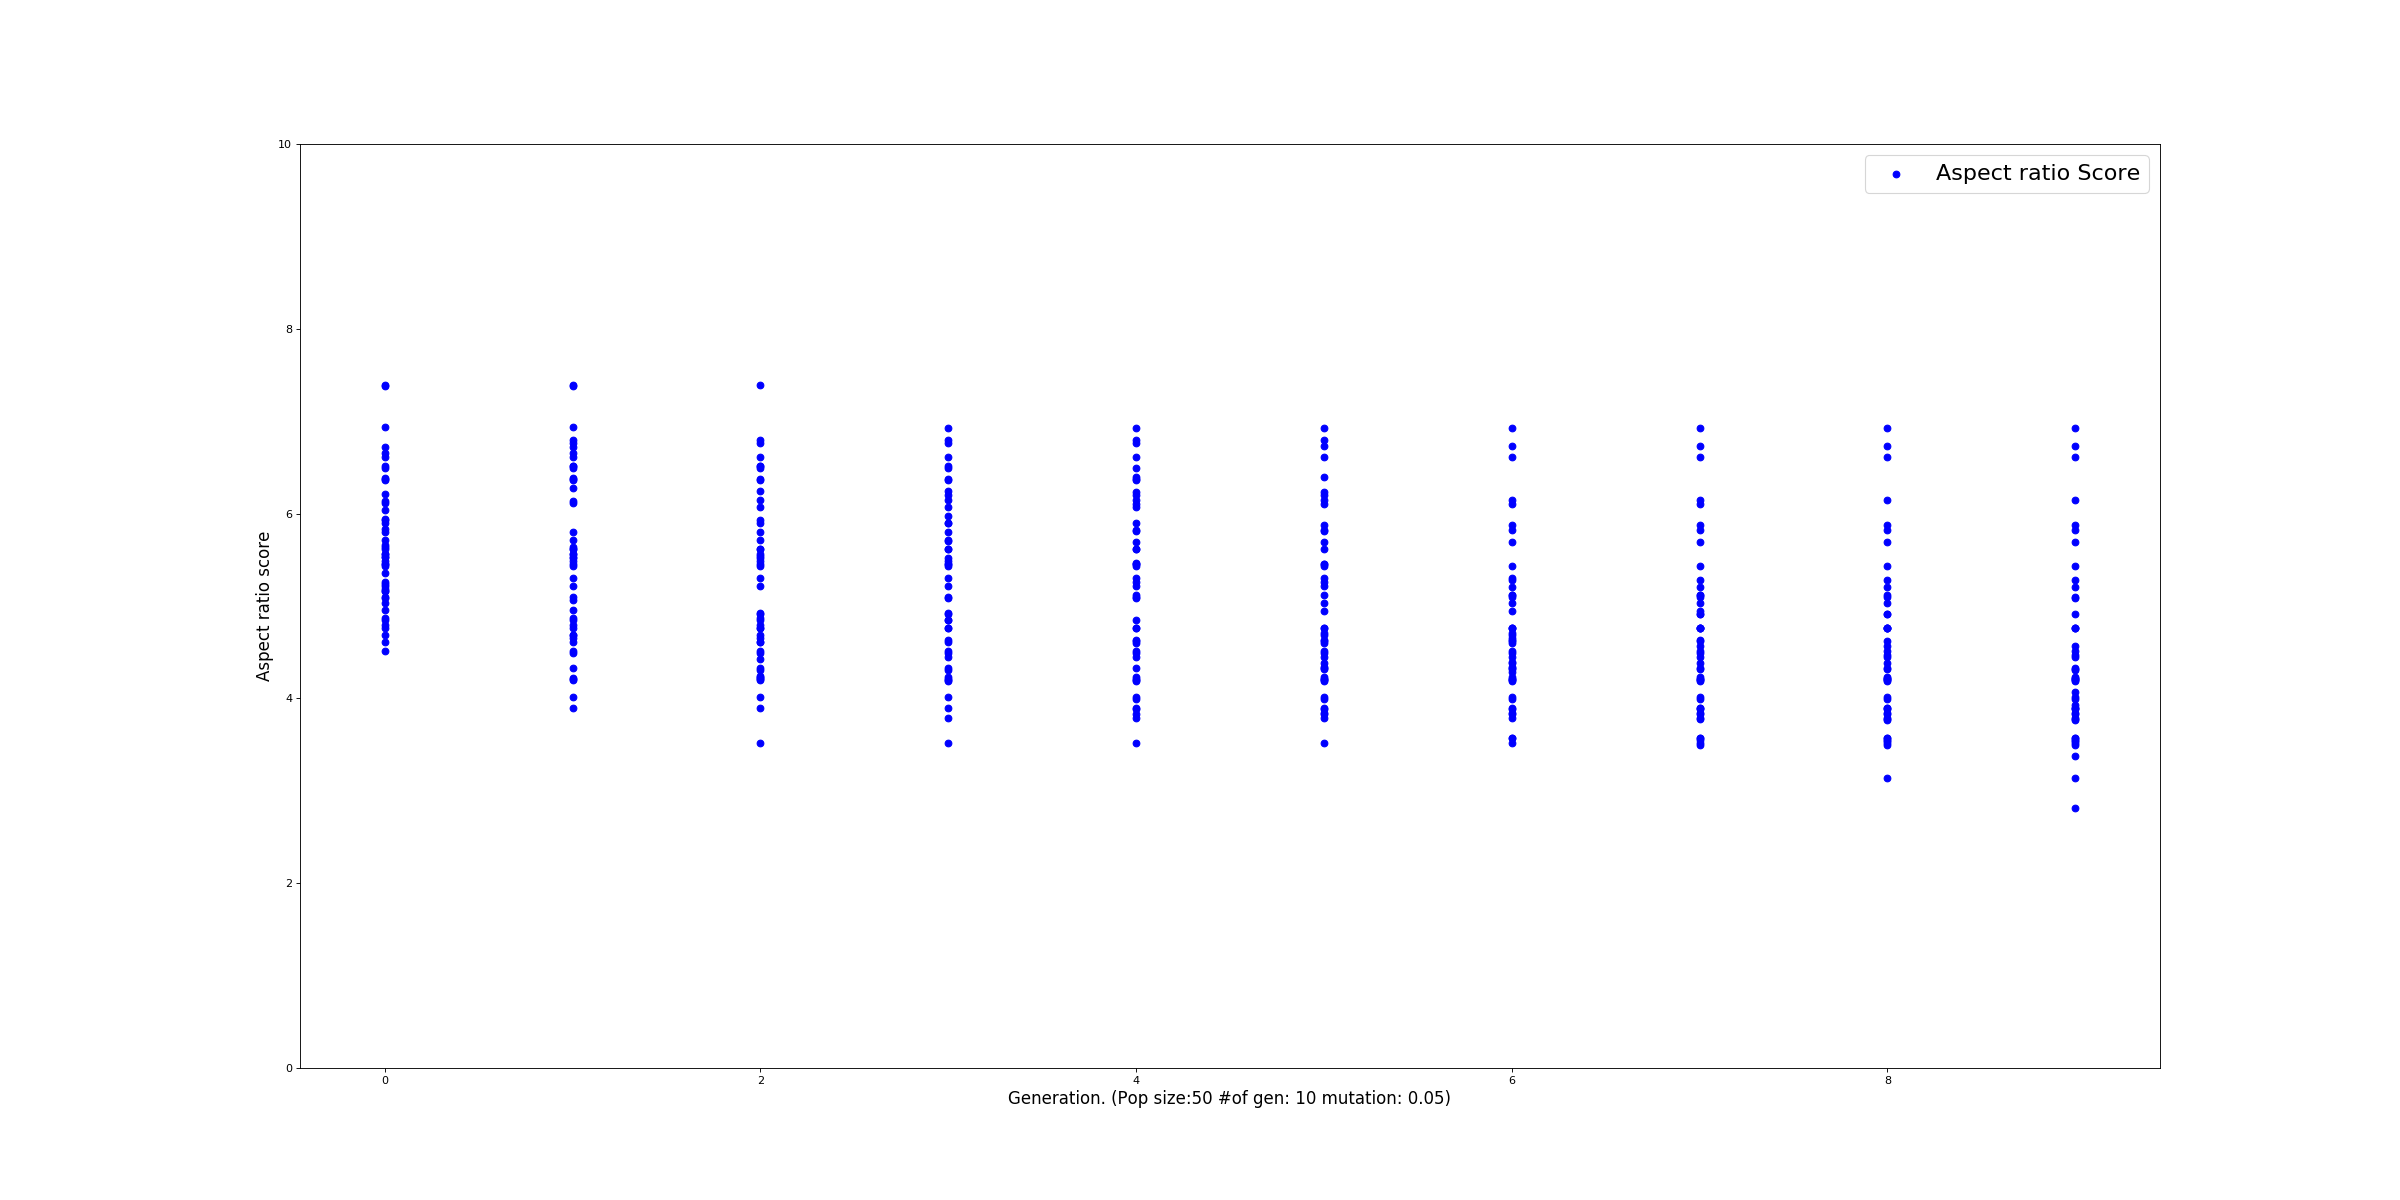 10
8
6
4
2
0
Aspect ratio score
Aspect ratio Score
0 2 4 6 8
Generation. (Pop size:50 #of gen: 10 mutation: 0.05)